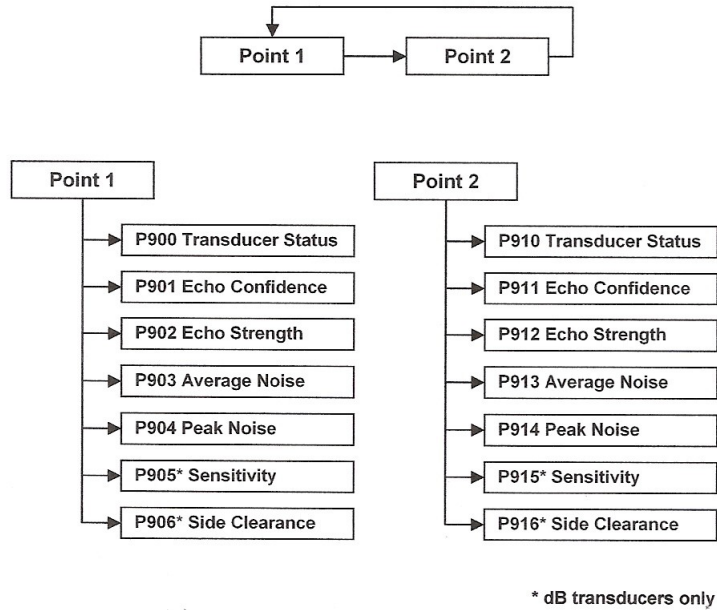 Point 1
Point 2
Point 1
P900 Transducer Status
P901 Echo Confidence
P902 Echo Strength
P903 Average Noise
P904 Peak Noise
P905* Sensitivity
P906* Side Clearance
Point 2
P910 Transducer Status
P911 Echo Confidence
P912 Echo Strength
P913 Average Noise
P914 Peak Noise
P915* Sensitivity
P916* Side Clearance
* dB transducers only